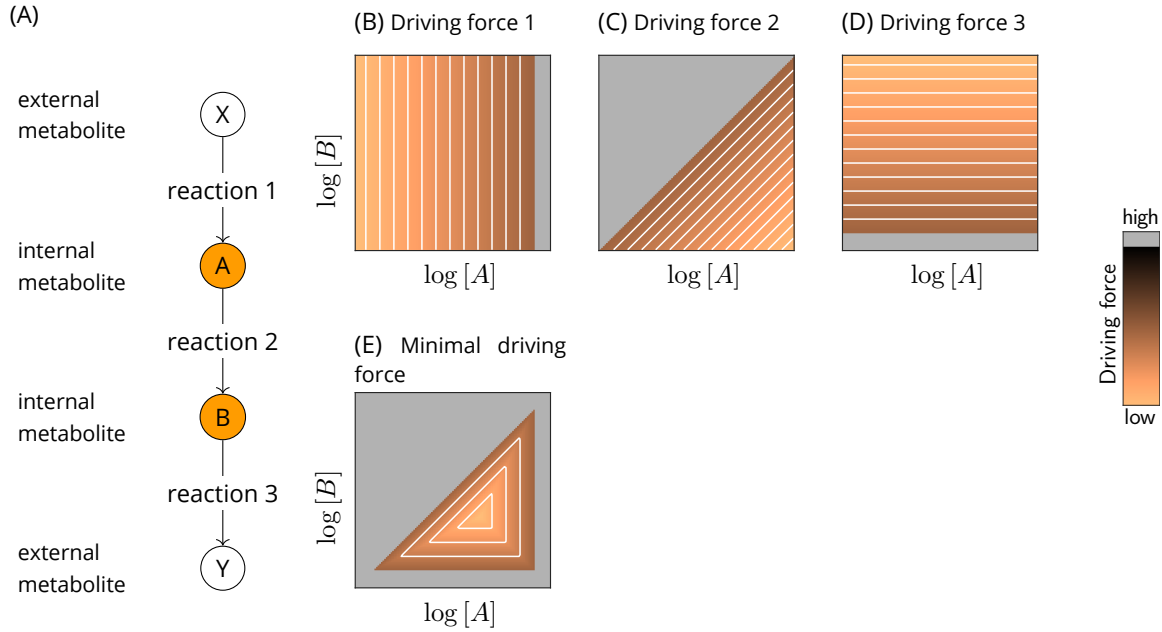 (A)
(B) Driving force 1
(C) Driving force 2
(D) Driving force 3
external
metabolite
X
reaction 1
internal
metabolite
A
reaction 2
internal
metabolite
B
reaction 3
external
metabolite
Y
log [B]
log [A]
log [A]
log [A]
(E) Minimal driving
force
log [B]
log [A]
high
Driving force
low